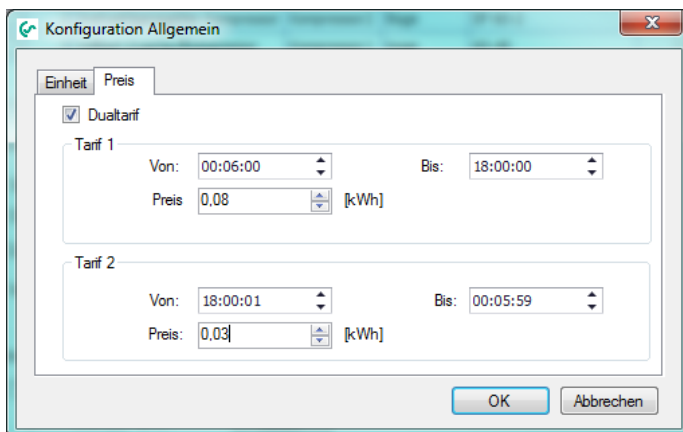 Konfiguration Allgemein
Einheit Preis
Dualtarif
Tarif 1
Von: 00:06:00 Bis: 18:00:00
Preis 0,08 [kWh]
Tarif 2
Von: 18:00:01 Bis: 00:05:59
Preis: 0,03 [kWh]
OK Abbrechen